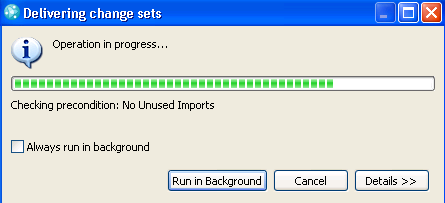 Delivering change sets
Operation in progress...
Checking precondition: No Unused Imports
Always run in background
Run in Background
Cancel
Details >>